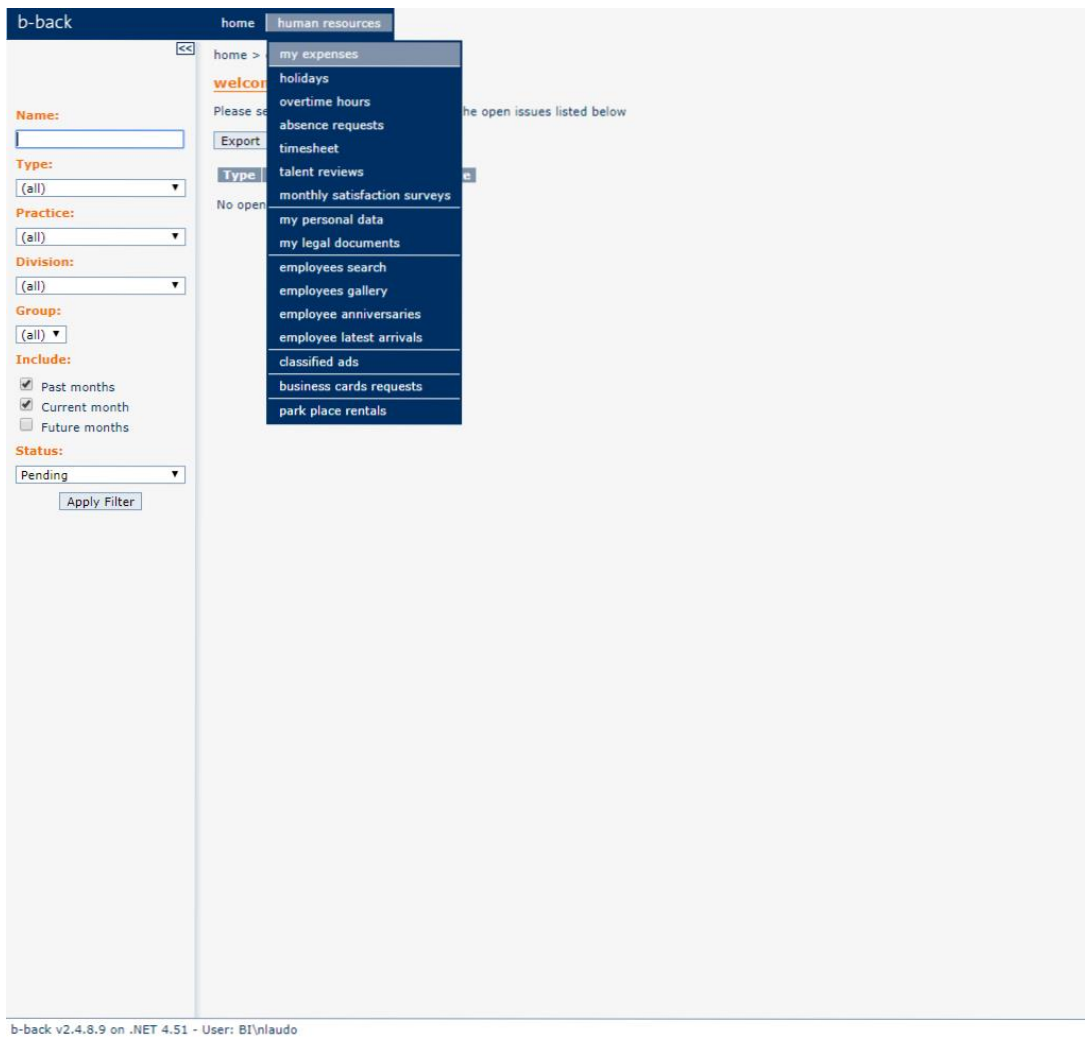 b-back
home human resources
<<
home >
my expenses
holidays
overtime hours
absence requests
timesheet
talent reviews
monthly satisfaction surveys
my personal data
my legal documents
employees search
employees gallery
employee anniversaries
employee latest arrivals
classified ads
business cards requests
park place rentals
Please he open issues listed below
Export
Type
No open
Name:
Type:
(all)
Practice:
(all)
Division:
(all)
Group:
(all)
Include:
Past months
Current month
Future months
Status:
Pending
Apply Filter
b-back v2.4.8.9 on .NET 4.51 - User: BI\nlaudo